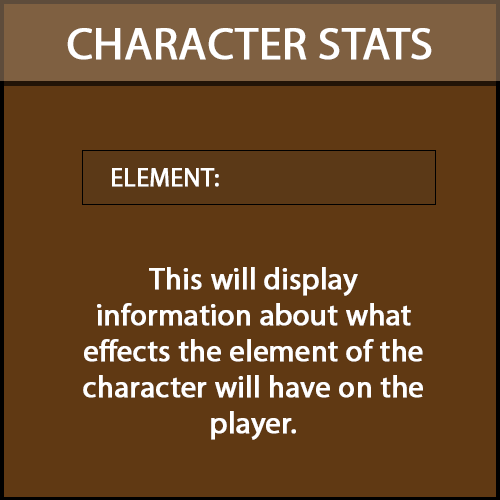 CHARACTER STATS
ELEMENT:
This will display
information about what
effects the element of the
character will have on the
player.